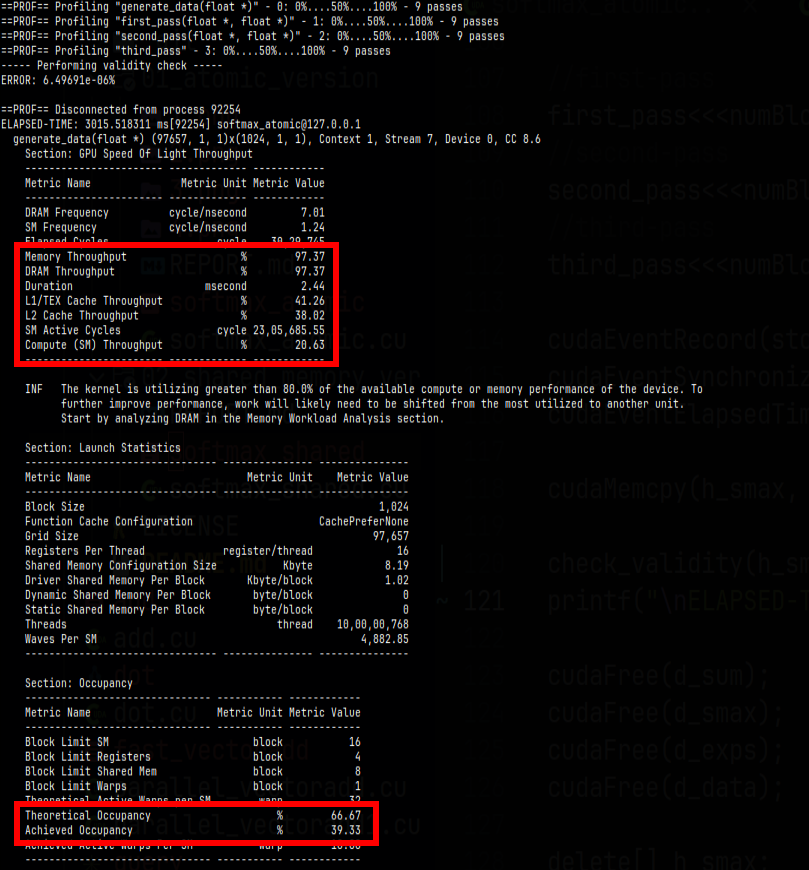 ==PROF== Profiling "generate_data(float *)" - 0: 0%....50%....100% - 9 passes
==PROF== Profiling "first_pass(float *, float *)" - 1: 0%....50%....100% - 9 passes
==PROF== Profiling "second_pass(float *, float *)" - 2: 0%....50%....100% - 9 passes
==PROF== Profiling "third_pass" - 3: 0%....50%....100% - 9 passes
----- Performing validity check -----
ERROR: 6.49691e-06%
==PROF== Disconnected from process 92254
ELAPSED-TIME: 3015.518311 ms[92254] softmax_atomic@127.0.0.1
generate_data(float *) (97657, 1, 1)x(1024, 1, 1), Context 1, Stream 7, Device 0, CC 8.6
Section: GPU Speed Of Light Throughput
----------------------- ------------- ------------
Metric Name Metric Unit Metric Value
----------------------- ------------- ------------
DRAM Frequency cycle/nsecond 7.01
SM Frequency cycle/nsecond 1.24
Elapsed Cycles cycle
Memory Throughput % 97.37
DRAM Throughput % 97.37
Duration msecond 2.44
L1/TEX Cache Throughput % 41.26
L2 Cache Throughput % 38.02
SM Active Cycles cycle 23,05,685.55
Compute (SM) Throughput % 20.63
----------------------- ------------- ------------
INF The kernel is utilizing greater than 80.0% of the available compute or memory performance of the device. To
further improve performance, work will likely need to be shifted from the most utilized to another unit.
Start by analyzing DRAM in the Memory Workload Analysis section.
Section: Launch Statistics
-------------------------------- --------------- ---------------
Metric Name Metric Unit Metric Value
-------------------------------- --------------- ---------------
Block Size 1,024
Function Cache Configuration CachePreferNone
Grid Size 97,657
Registers Per Thread register/thread 16
Shared Memory Configuration Size Kbyte 8.19
Driver Shared Memory Per Block Kbyte/block 1.02
Dynamic Shared Memory Per Block byte/block 0
Static Shared Memory Per Block byte/block 0
Threads thread 10,00,00,768
Waves Per SM 4,882.85
-------------------------------- --------------- ---------------
Section: Occupancy
------------------------------- ----------- ------------
Metric Name Metric Unit Metric Value
------------------------------- ----------- ------------
Block Limit SM block 16
Block Limit Registers block 4
Block Limit Shared Mem block 8
Block Limit Warps block 1
Theoretical Active Warps per SM warp 32
Theoretical Occupancy % 66.67
Achieved Occupancy % 39.33
Achieved Active Warps Per SM warp
------------------------------- ----------- ------------
first_pass<<<numBl
second_pass<<<numBl
third_pass<<<numBl
cudaEventRecord(sto
cudaEventSynchroniz
cudaEventElapsedTim
cudaMemcpy(h_smax,
check_validity(h_sm
~ 121 printf("\nELAPSED-T
cudaFree(d_sum);
cudaFree(d_smax);
cudaFree(d_exps);
cudaFree(d_data);
delete[] h_smax;